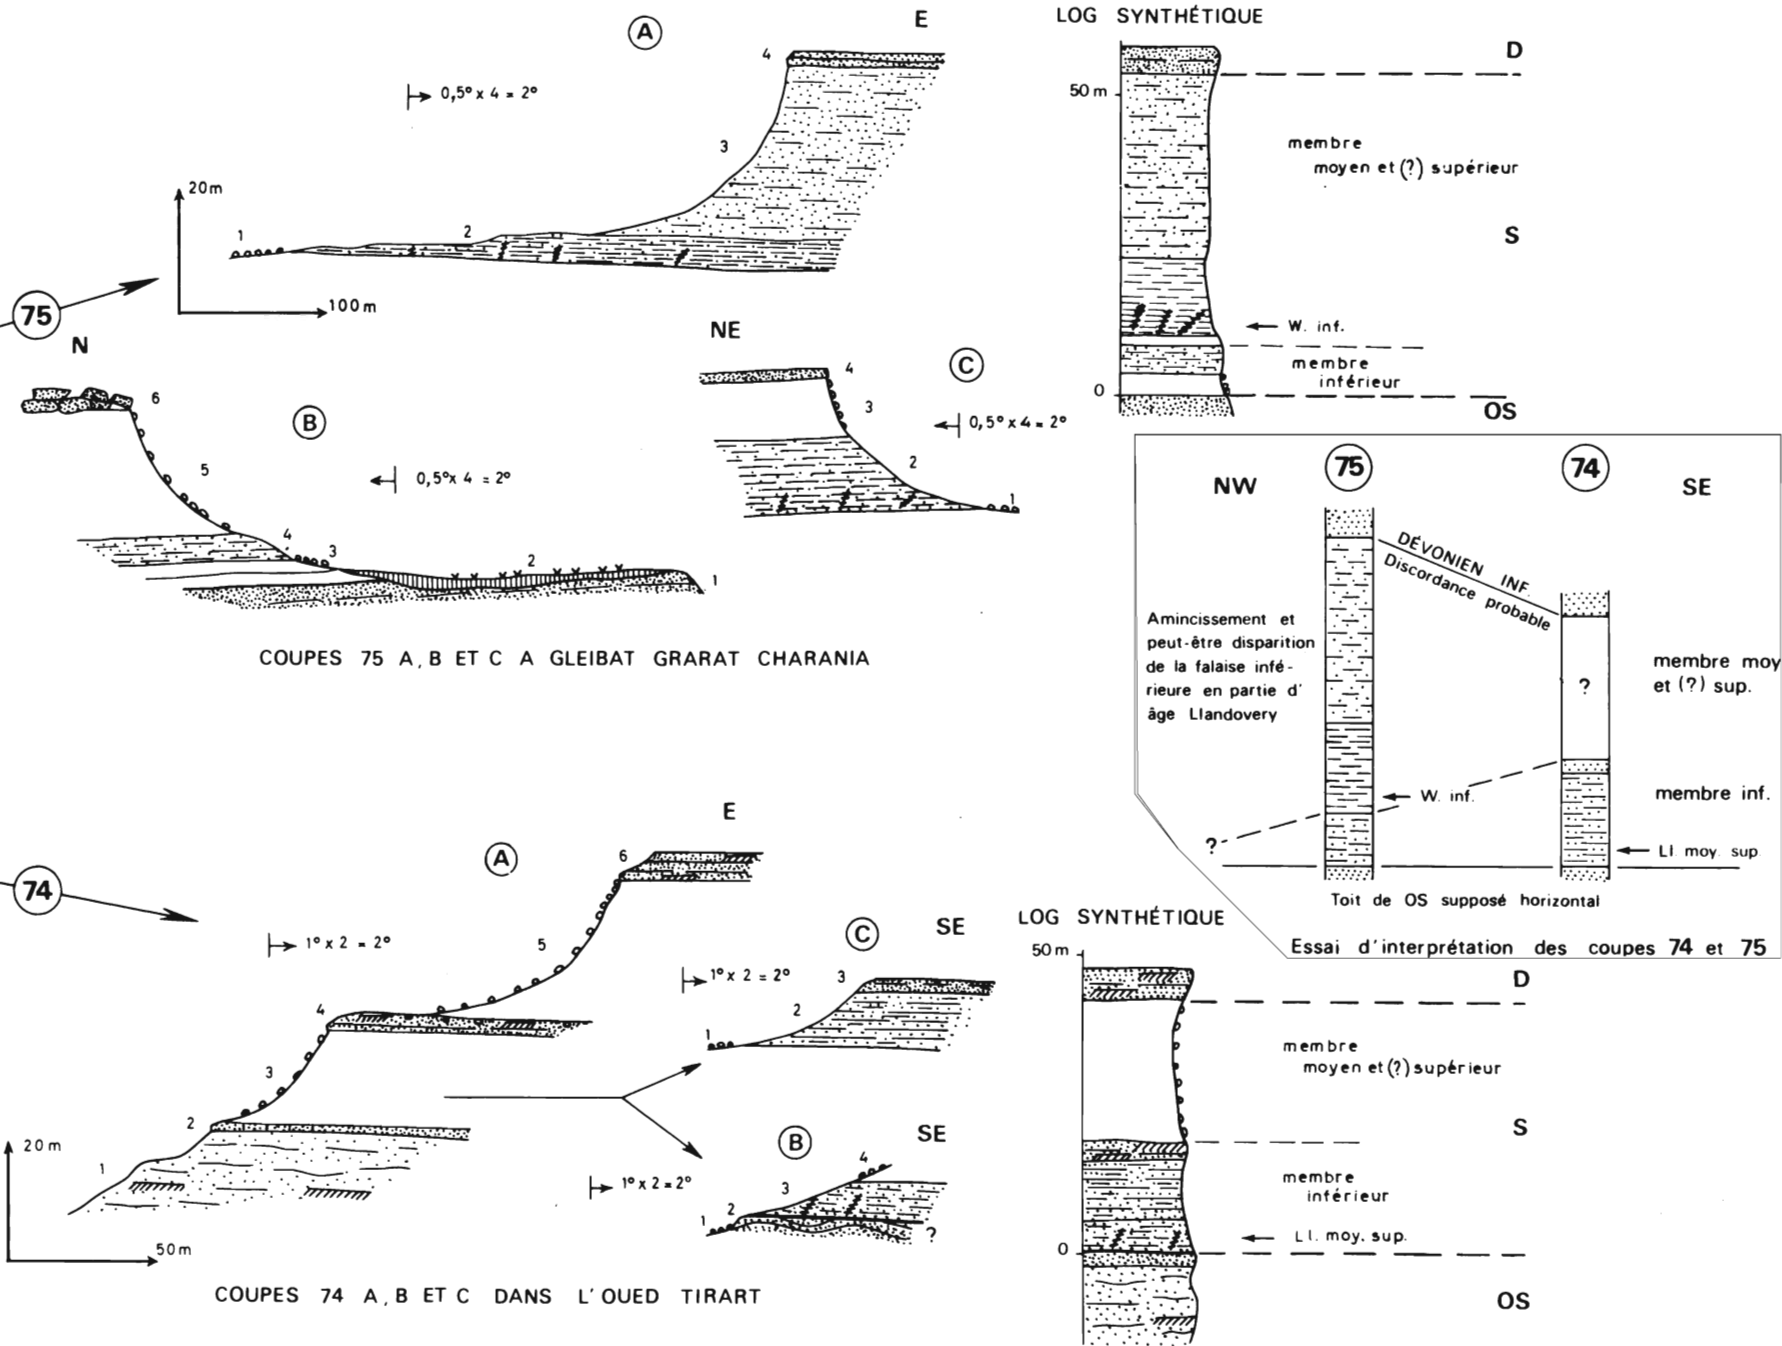 A
E
0,5° x 4 = 2°
20m
100 m
1
2
3
4
75
N
B
0,5° x 4 = 2°
1
2
3
4
5
6
NE
C
0,5° x 4 = 2°
1
2
3
4
COUPES 75 A, B ET C A GLEIBAT GRARAT CHARANIA
LOG SYNTHÉTIQUE
50 m
0
D
membre
moyen et (?) supérieur
S
W. inf.
membre
inférieur
OS
NW
75
74
SE
DÉVONIEN INF.
Discordance probable
Amincissement et
peut-être disparition
de la falaise infé-
rieure en partie d'
âge Llandovery
?
membre moy
et (?) sup.
W. inf.
membre inf.
?
Ll. moy. sup
Toit de OS supposé horizontal
Essai d'interprétation des coupes 74 et 75
74
A
E
1° x 2 = 2°
20 m
50 m
1
2
3
4
5
6
C
SE
1° x 2 = 2°
1
2
3
B
SE
1° x 2 = 2°
1
2
3
4
?
COUPES 74 A, B ET C DANS L'OUED TIRART
LOG SYNTHÉTIQUE
50 m
0
D
membre
moyen et (?) supérieur
S
membre
inférieur
Ll. moy. sup.
OS